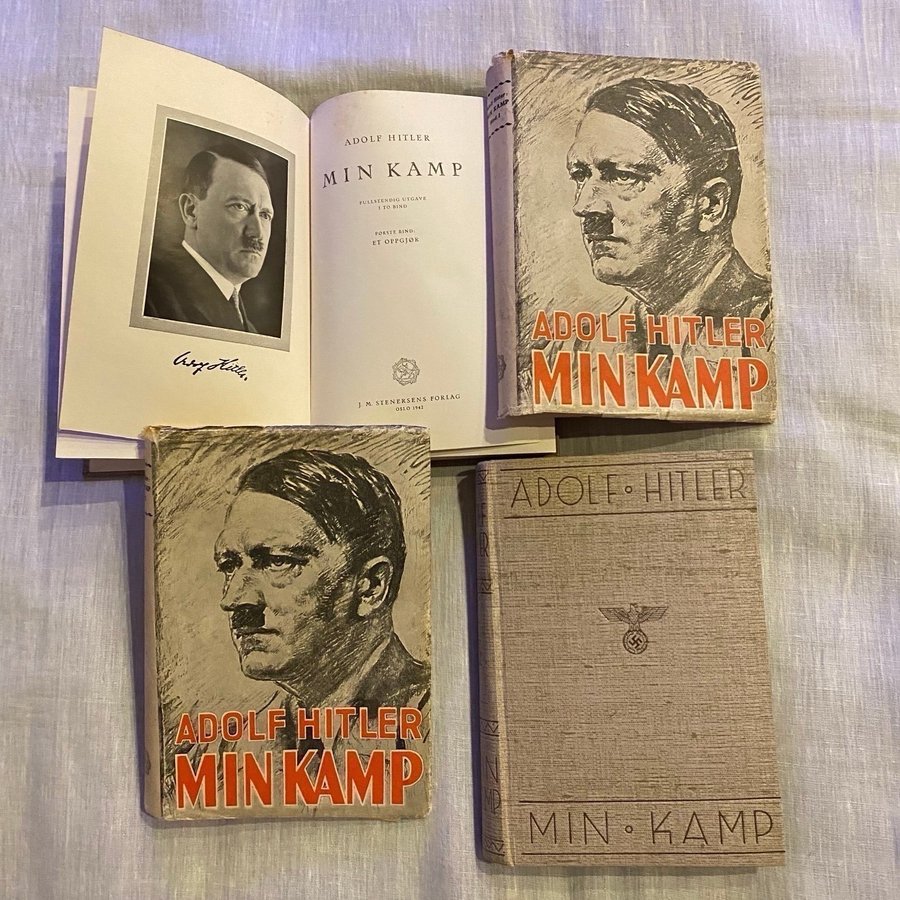 ADOLF HITLER
MIN KAMP
FULLSTENDIG UTGAVE
I TO BIND
FØRSTE BIND:
ET OPPGJØR
J. M. STENERSENS FORLAG
OSLO 1942
ADOLF HITLER
MIN KAMP
ADOLF HITLER
MIN KAMP
ADOLF • HITLER
MIN • KAMP